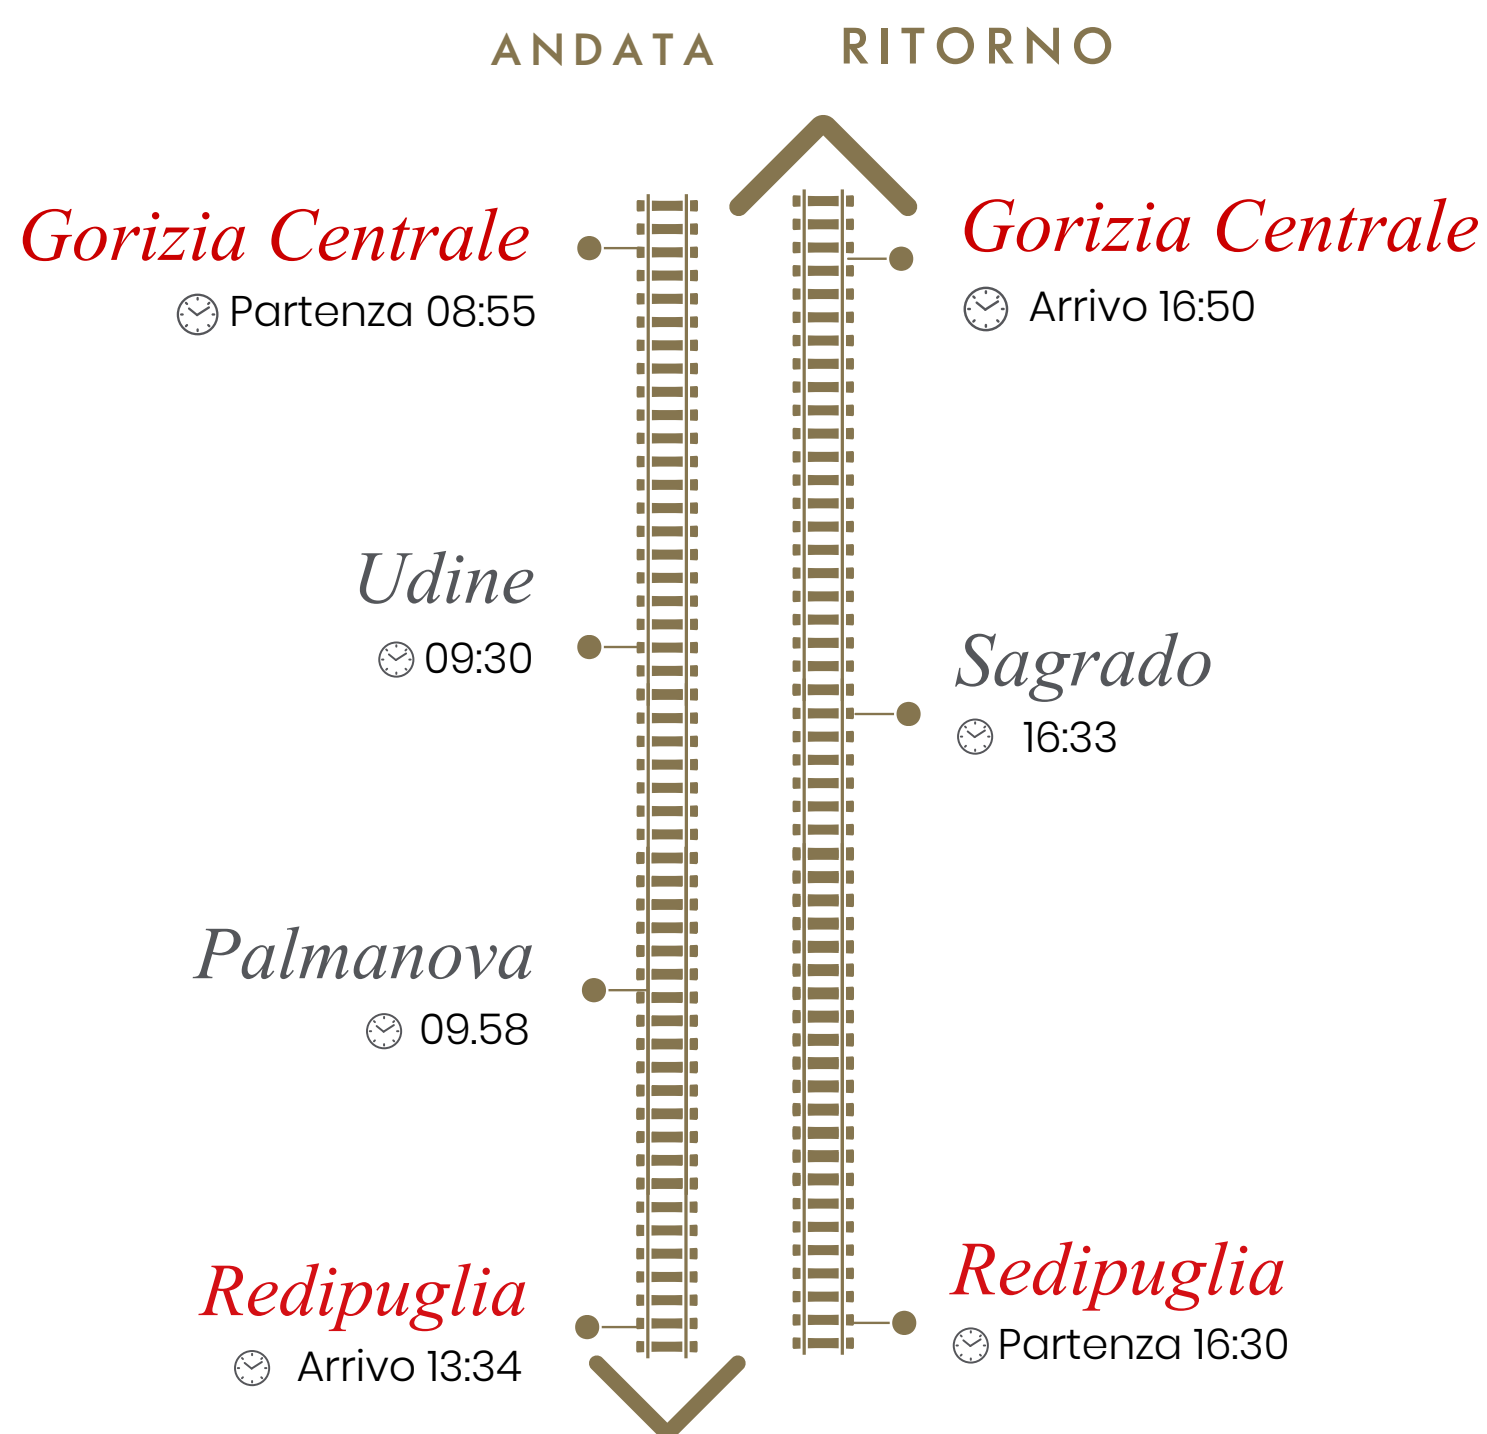 ANDATA
RITORNO
Gorizia Centrale
Partenza 08:55
Udine
09:30
Palmanova
09.58
Redipuglia
Arrivo 13:34
Gorizia Centrale
Arrivo 16:50
Sagrado
16:33
Redipuglia
Partenza 16:30